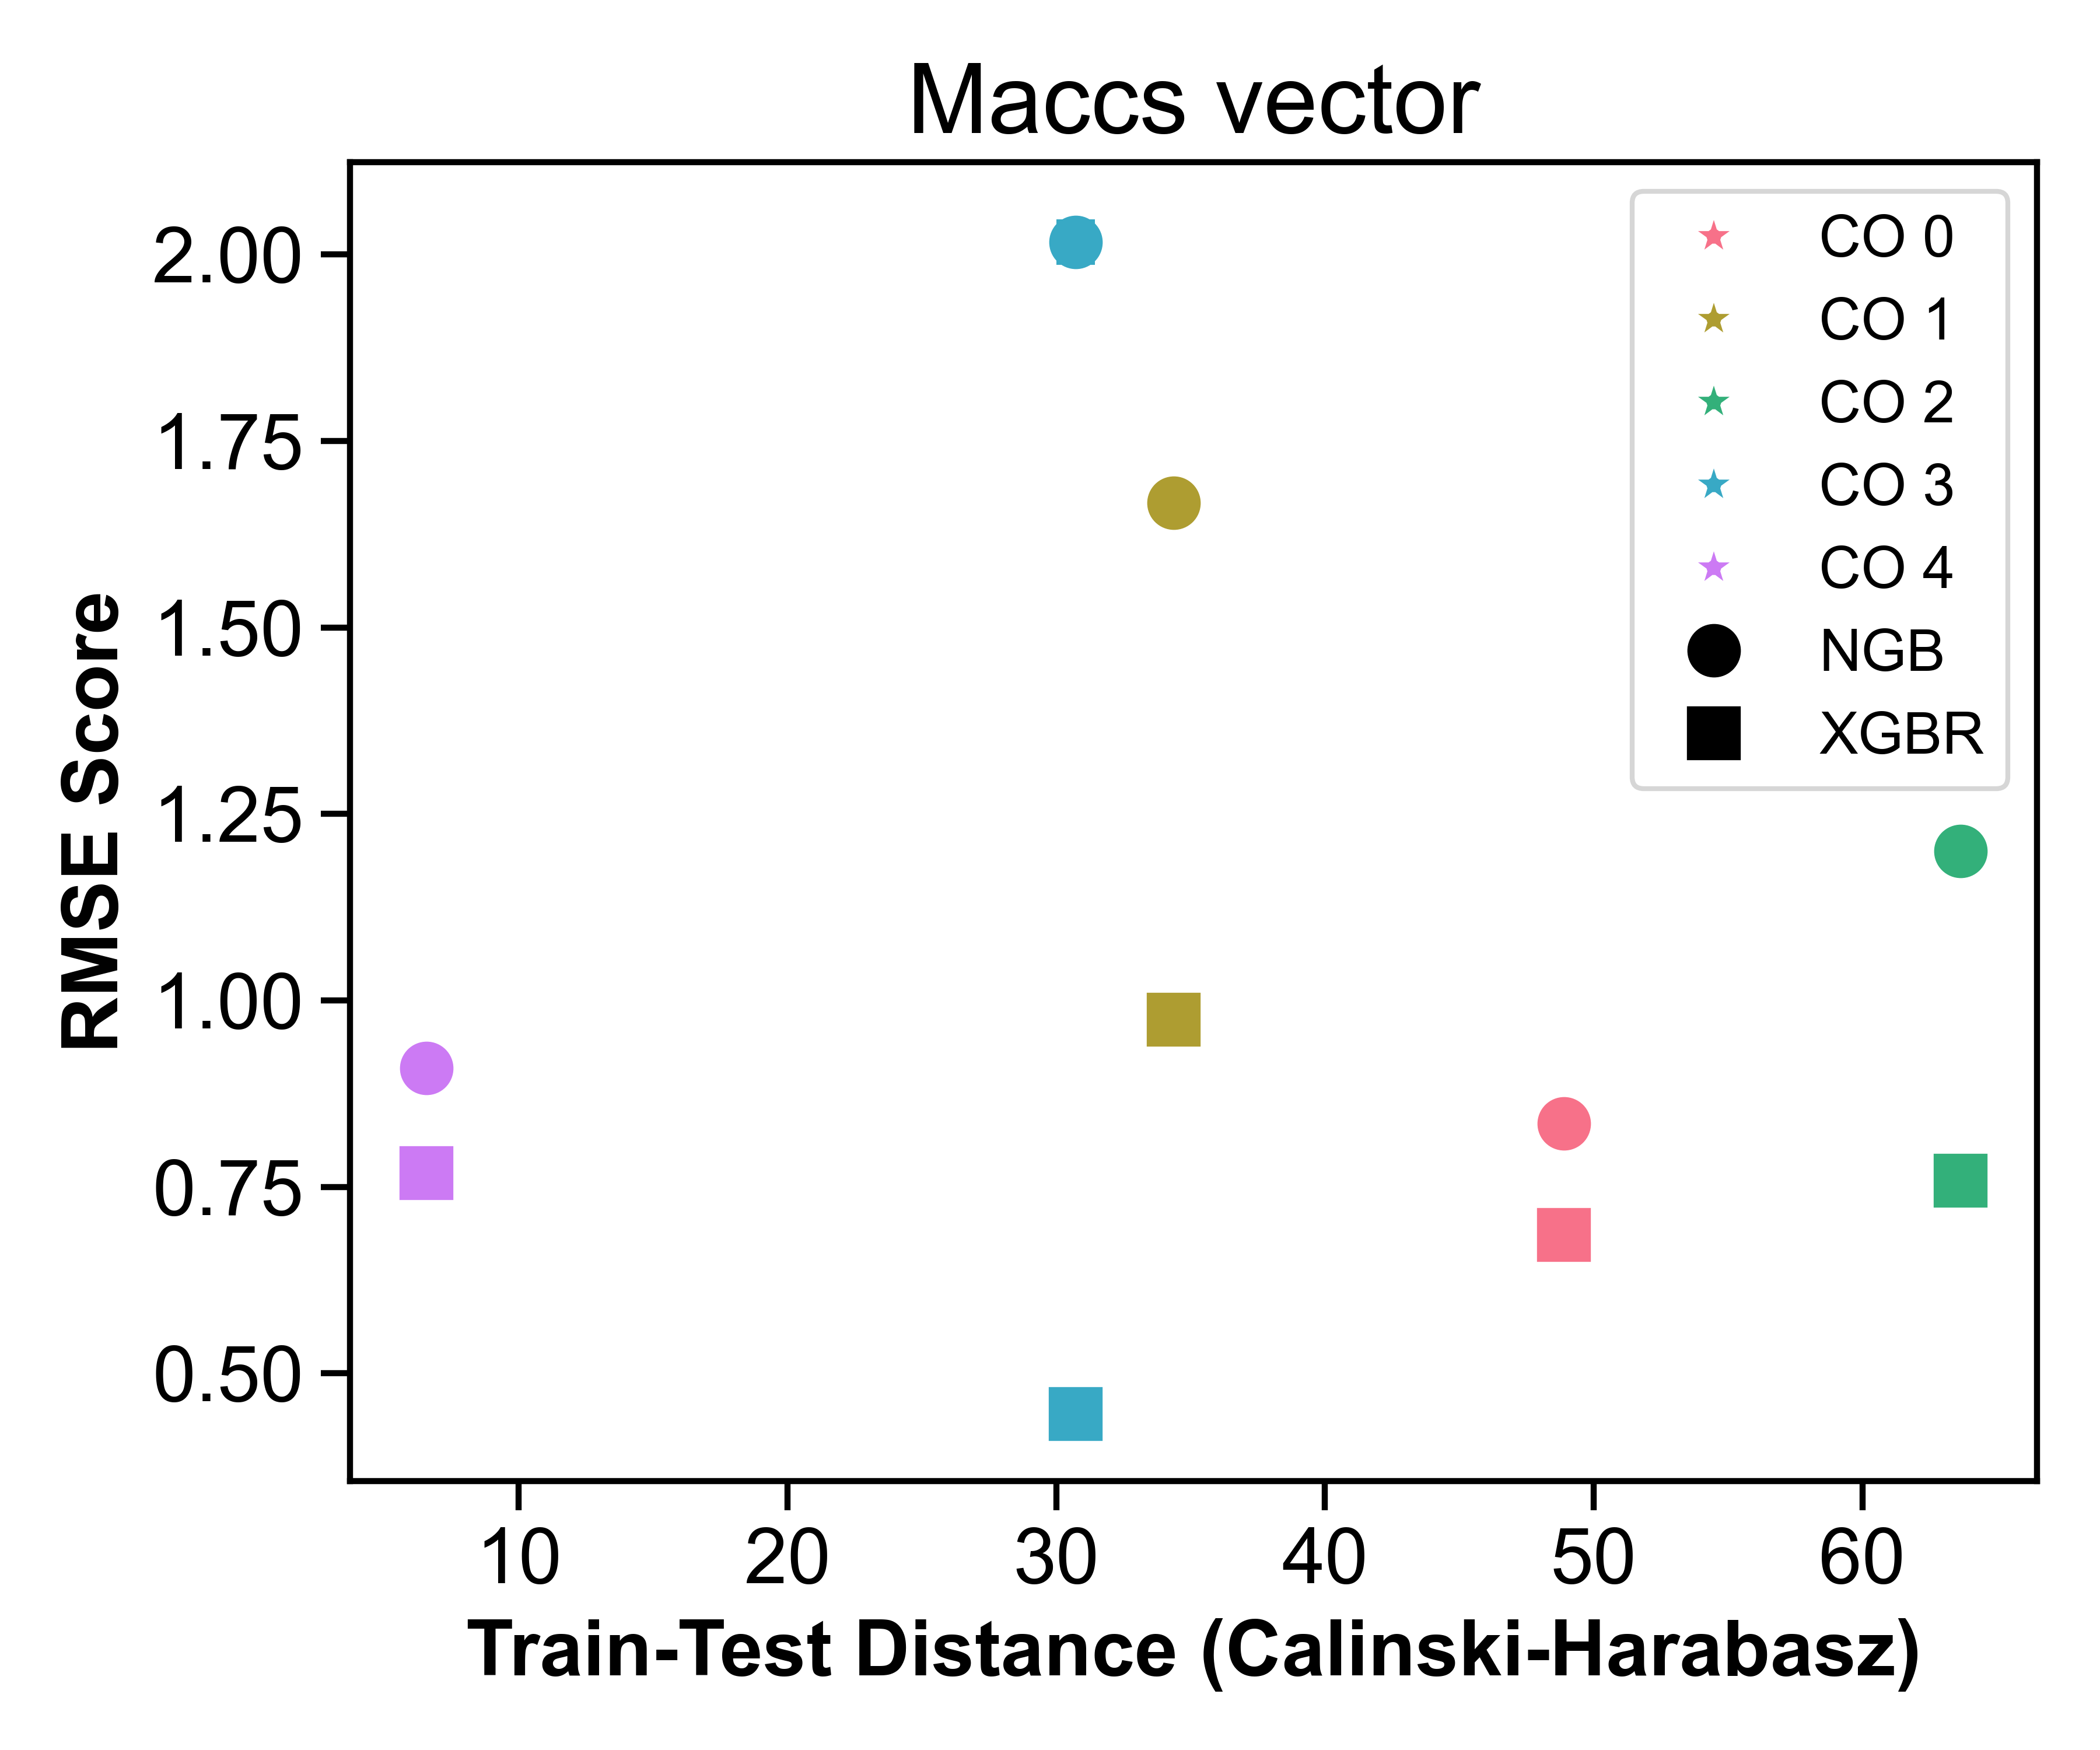 Maccs vector
RMSE Score
2.00
1.75
1.50
1.25
1.00
0.75
0.50
CO 0
CO 1
CO 2
CO 3
CO 4
NGB
XGBR
10 20 30 40 50 60
Train-Test Distance (Calinski-Harabasz)